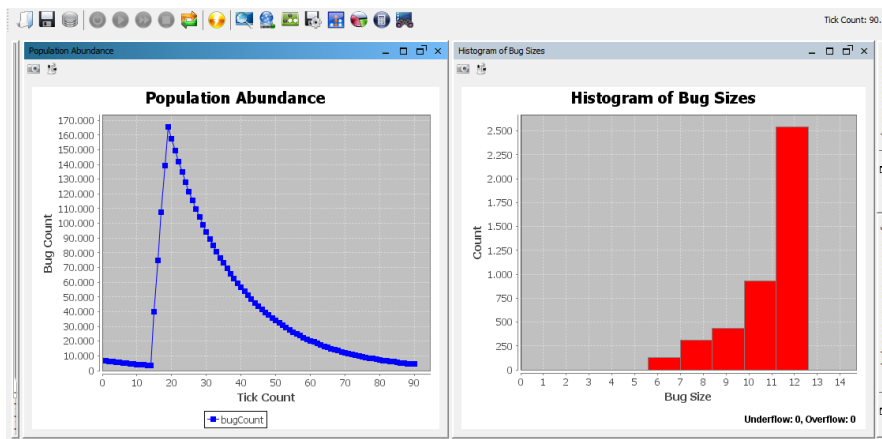 Tick Count: 90.
Population Abundance
Histogram of Bug Sizes
Population Abundance
170.000
160.000
150.000
140.000
130.000
120.000
110.000
100.000
90.000
80.000
70.000
60.000
50.000
40.000
30.000
20.000
10.000
0
Bug Count
0 10 20 30 40 50 60 70 80 90
Tick Count
bugCount
Histogram of Bug Sizes
2.500
2.250
2.000
1.750
1.500
1.250
1.000
750
500
250
0
Count
0 1 2 3 4 5 6 7 8 9 10 11 12 13 14
Bug Size
Underflow: 0, Overflow: 0